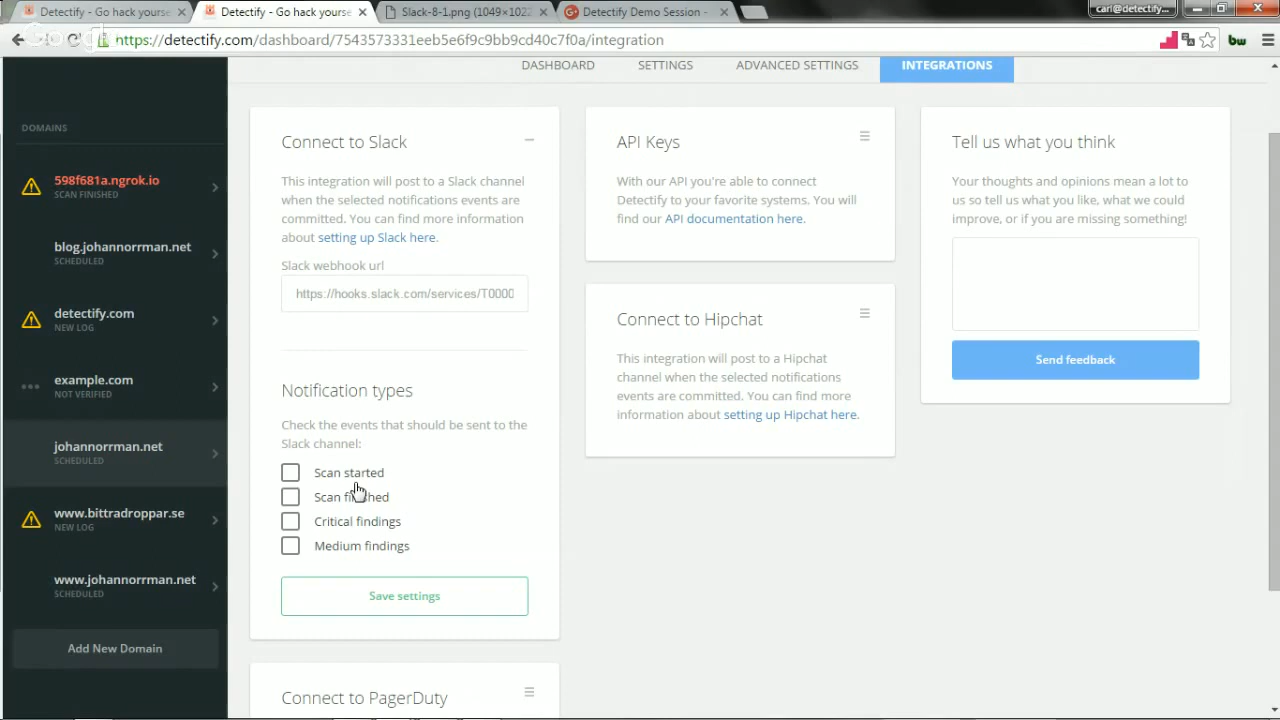 Detectify - Go hack yourse
Detectify - Go hack yourse
Slack-8-1.png (1049×1022
Detectify Demo Session -
carl@detectify...
https://detectify.com/dashboard/7543573331eeb5e6f9c9bb9cd40c7f0a/integration
bw
DASHBOARD
SETTINGS
ADVANCED SETTINGS
INTEGRATIONS
DOMAINS
598f681a.ngrok.io
SCAN FINISHED
blog.johannorrman.net
SCHEDULED
detectify.com
NEW LOG
example.com
NOT VERIFIED
johannorrman.net
SCHEDULED
www.bittradroppar.se
NEW LOG
www.johannorrman.net
SCHEDULED
Add New Domain
Connect to Slack
This integration will post to a Slack channel
when the selected notifications events are
committed. You can find more information
about setting up Slack here.
Slack webhook url
https://hooks.slack.com/services/T0000
Notification types
Check the events that should be sent to the
Slack channel:
Scan started
Scan finished
Critical findings
Medium findings
Save settings
Connect to PagerDuty
API Keys
With our API you're able to connect
Detectify to your favorite systems. You will
find our API documentation here.
Connect to Hipchat
This integration will post to a Hipchat
channel when the selected notifications
events are committed. You can find more
information about setting up Hipchat here.
Tell us what you think
Your thoughts and opinions mean a lot to
us so tell us what you like, what we could
improve, or if you are missing something!
Send feedback